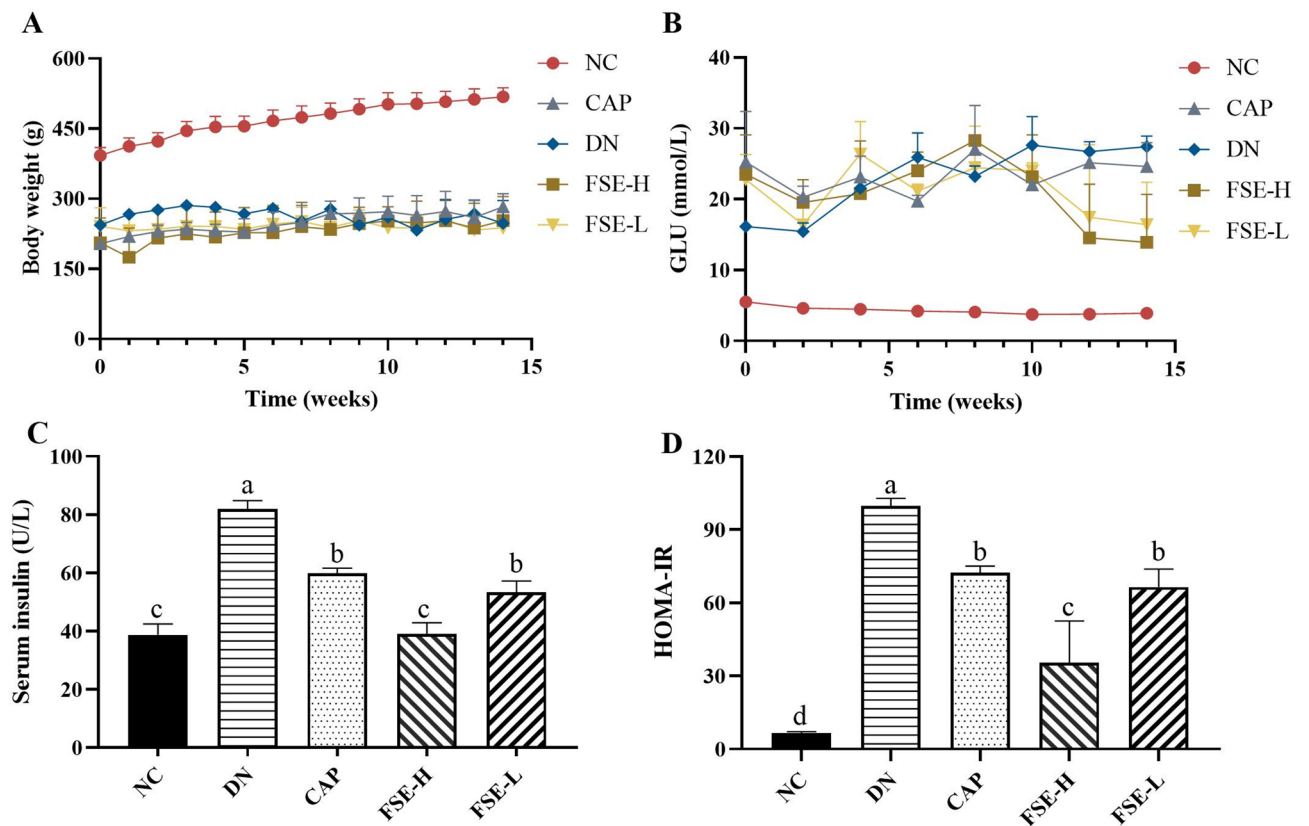 A
Body weight (g)
600
450
300
150
0
0
5
10
15
Time (weeks)
NC
CAP
DN
FSE-H
FSE-L
B
GLU (mmol/L)
40
30
20
10
0
0
5
10
15
Time (weeks)
NC
CAP
DN
FSE-H
FSE-L
C
Serum insulin (U/L)
100
80
60
40
20
0
c
a
b
c
b
NC
DN
CAP
FSE-H
FSE-L
D
HOMA-IR
120
90
60
30
0
d
a
b
c
b
NC
DN
CAP
FSE-H
FSE-L